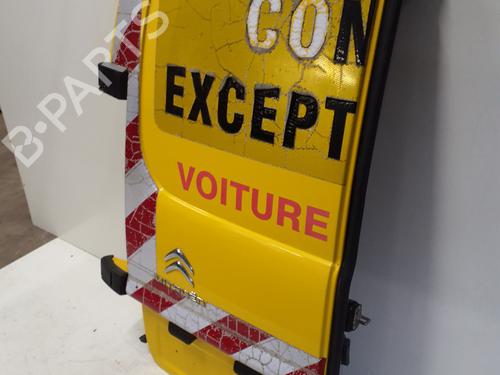 CON
EXCEPT
VOITURE
B-PARTS